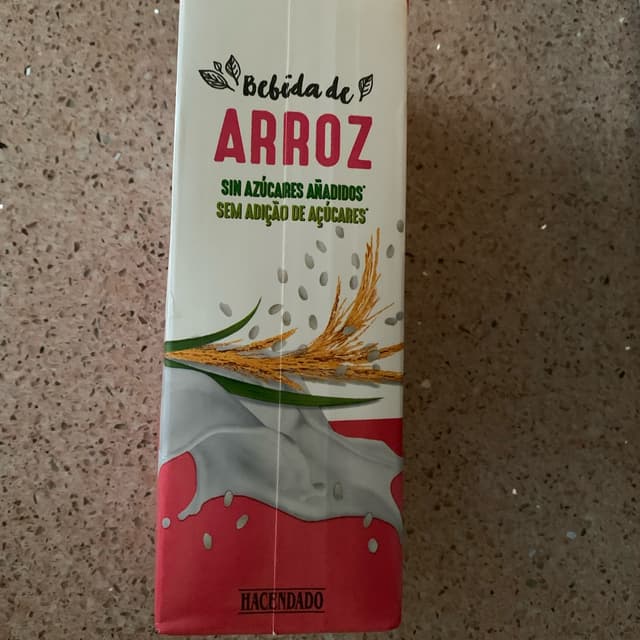 Bebida de
ARROZ
SIN AZÚCARES AÑADIDOS*
SEM ADIÇÃO DE AÇÚCARES*
HACENDADO